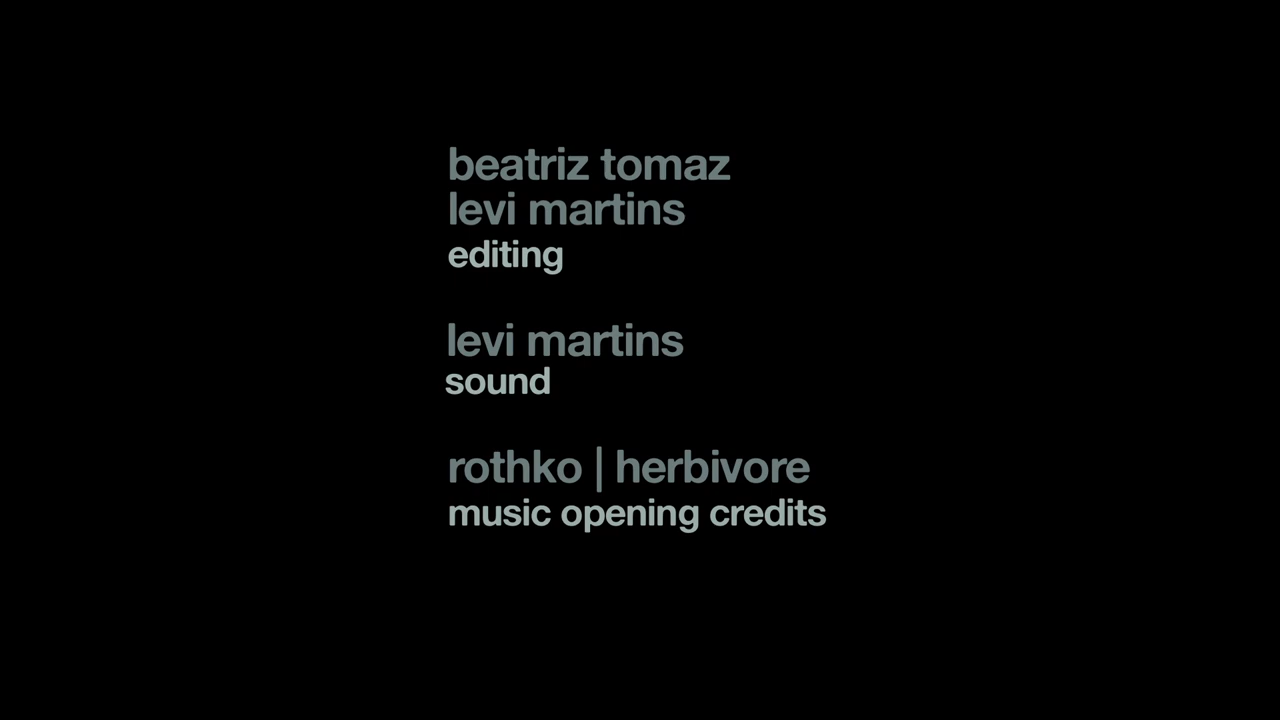 beatriz tomaz
levi martins
editing
levi martins
sound
rothko | herbivore
music opening credits